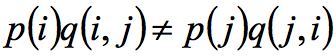 p(i)q(i, j) ≠ p(j)q(j, i)